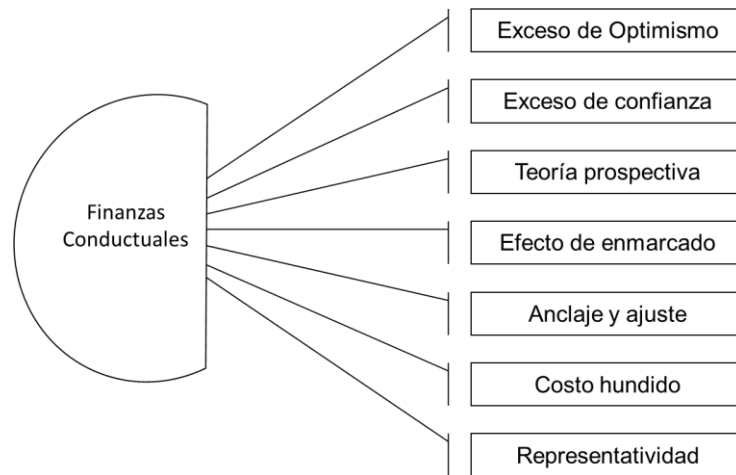 Exceso de Optimismo
Exceso de confianza
Teoría prospectiva
Finanzas
Conductuales
Efecto de enmarcado
Anclaje y ajuste
Costo hundido
Representatividad